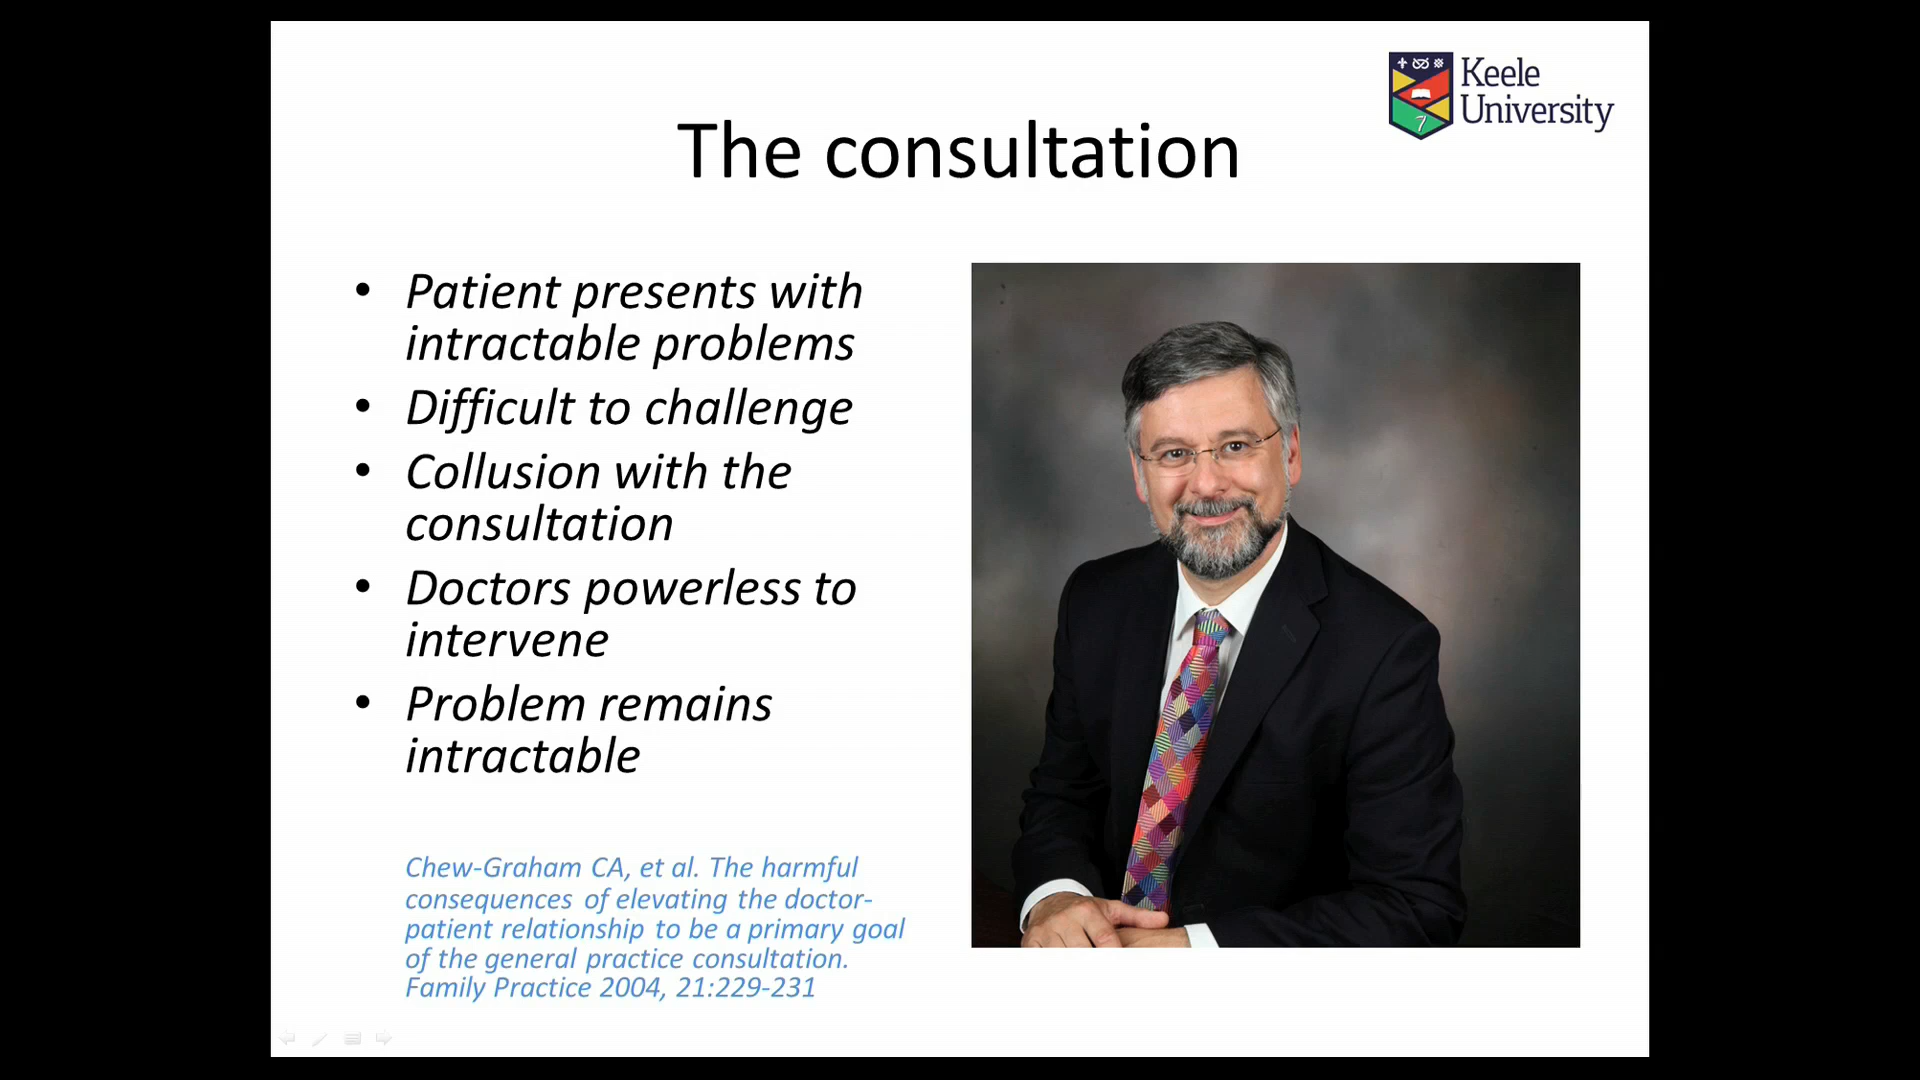 Keele
University
The consultation
• Patient presents with
intractable problems
• Difficult to challenge
• Collusion with the
consultation
• Doctors powerless to
intervene
• Problem remains
intractable
Chew-Graham CA, et al. The harmful
consequences of elevating the doctor-
patient relationship to be a primary goal
of the general practice consultation.
Family Practice 2004, 21:229-231